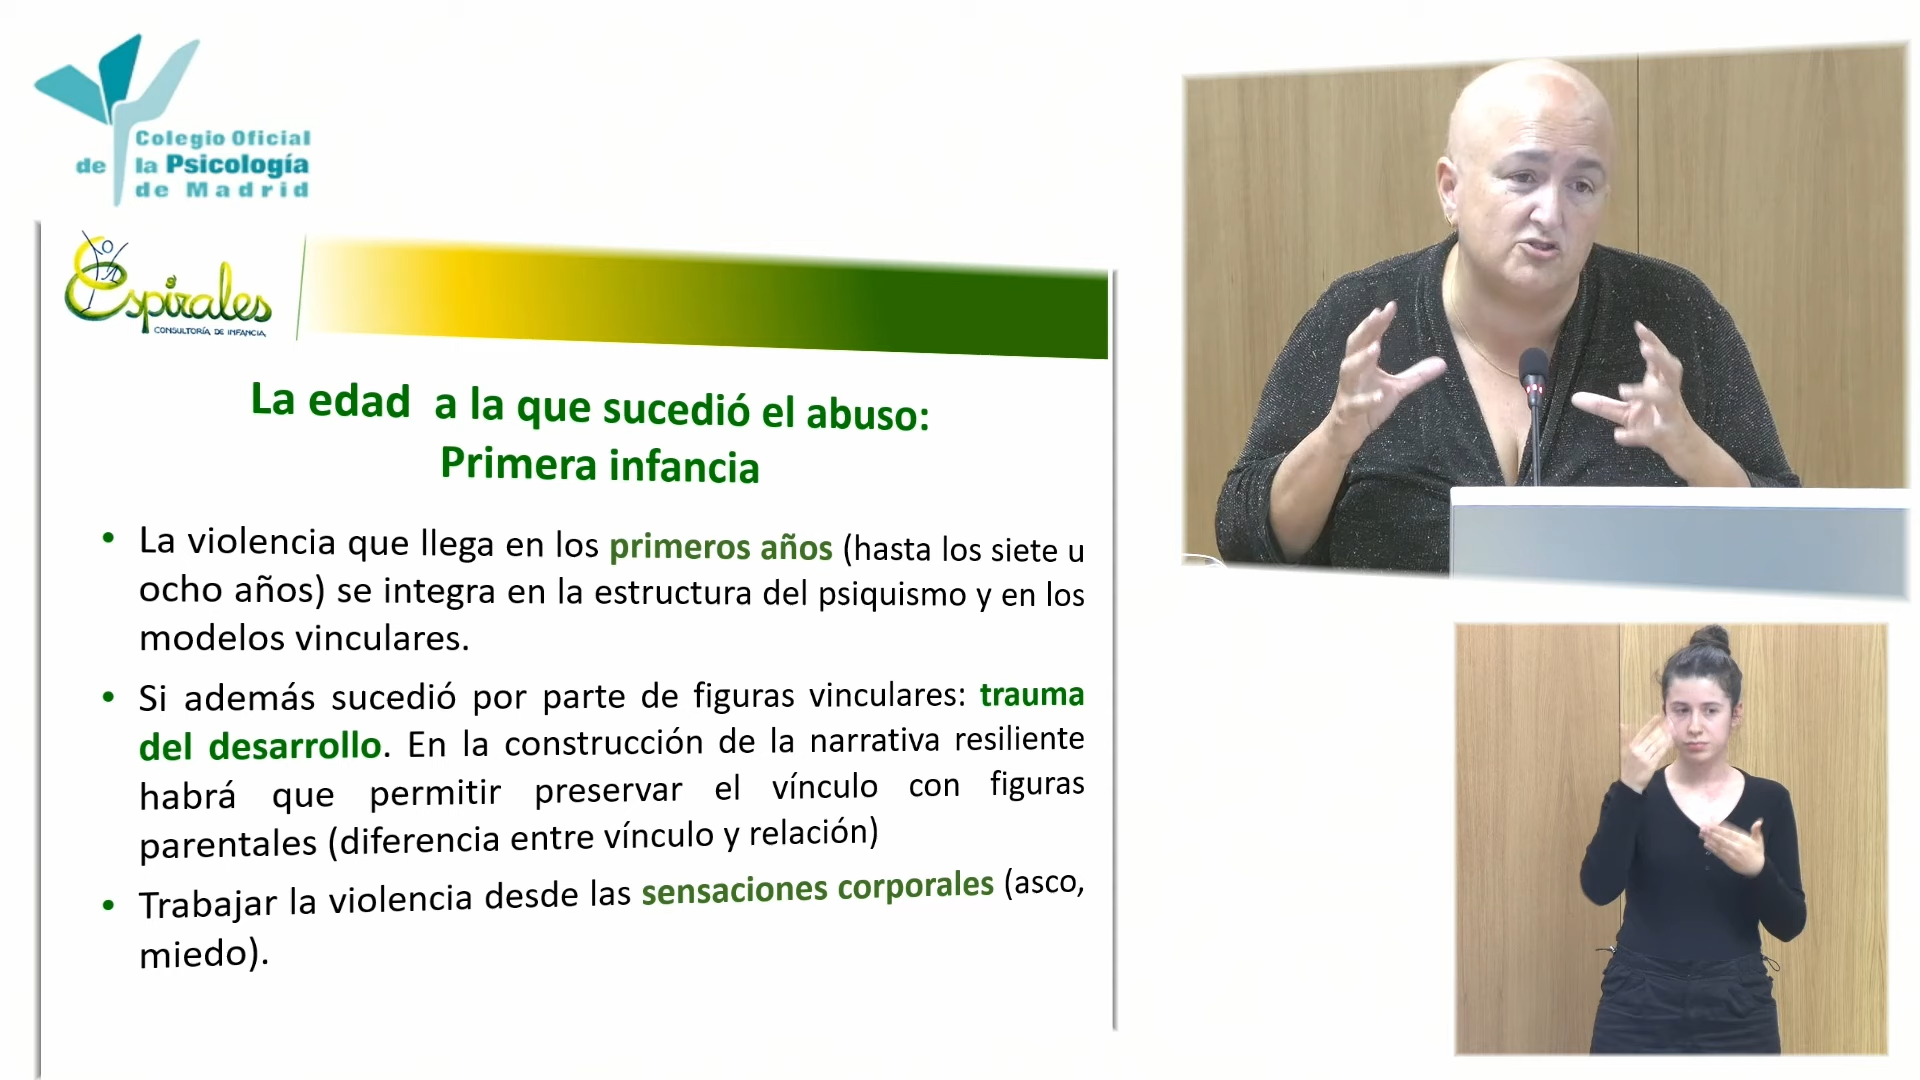 Colegio Oficial
de la Psicología
de Madrid
Espirales
CONSULTORÍA DE INFANCIA
La edad a la que sucedió el abuso:
Primera infancia
• La violencia que llega en los primeros años (hasta los siete u
ocho años) se integra en la estructura del psiquismo y en los
modelos vinculares.
• Si además sucedió por parte de figuras vinculares: trauma
del desarrollo. En la construcción de la narrativa resiliente
habrá que permitir preservar el vínculo con figuras
parentales (diferencia entre vínculo y relación)
• Trabajar la violencia desde las sensaciones corporales (asco,
miedo).